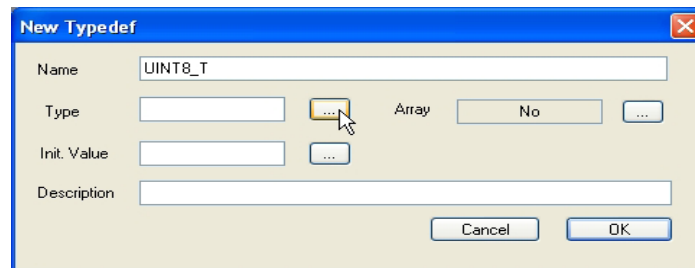 New Typedef
Name UINT8_T
Type ... Array No ...
Init. Value ...
Description
Cancel OK